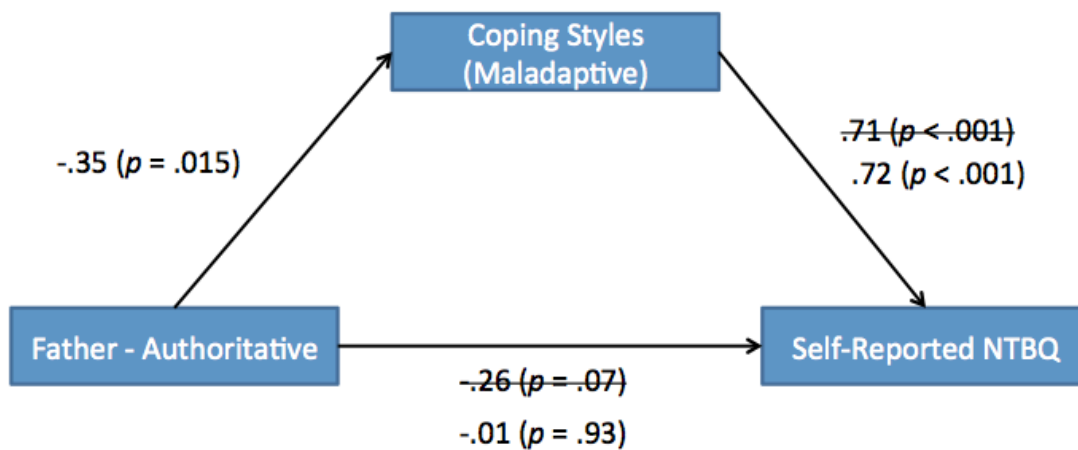 Coping Styles
(Maladaptive)
.71 (p < .001)
-.35 (p = .015)
.72 (p < .001)
Father - Authoritative
Self-Reported NTBQ
-.26 (p = .07)
-.01 (p = .93)